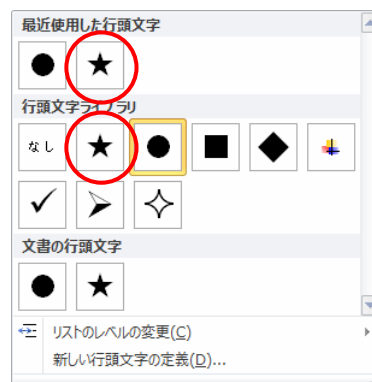 最近使用した行頭文字
行頭文字ライブラリ
なし
文書の行頭文字
リストのレベルの変更(C)
新しい行頭文字の定義(D)...